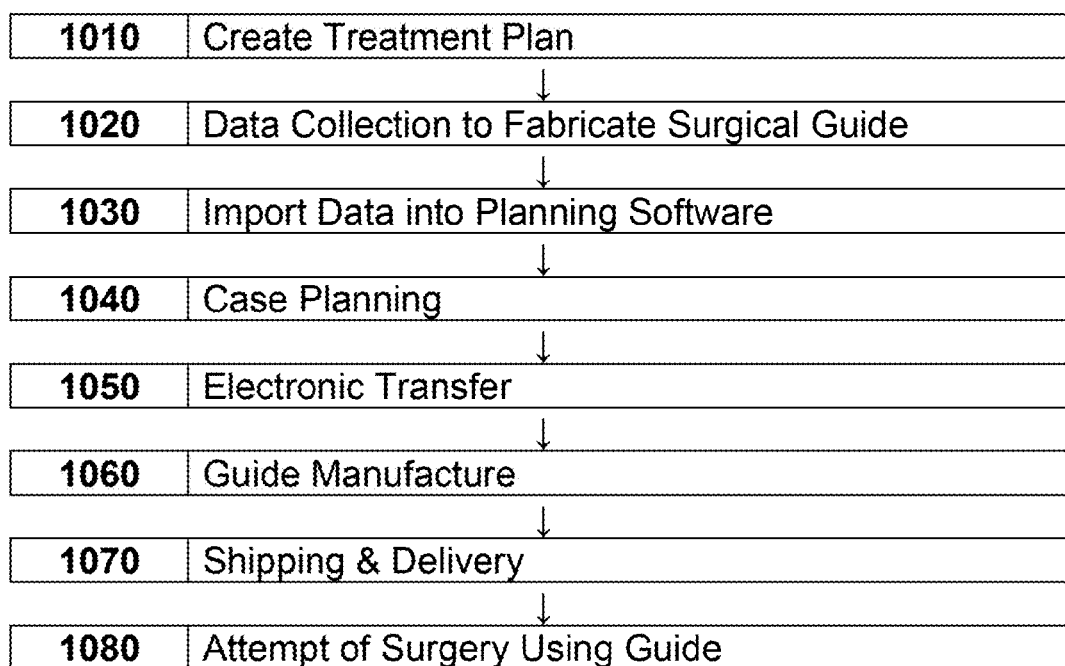 1010 Create Treatment Plan
↓
1020 Data Collection to Fabricate Surgical Guide
↓
1030 Import Data into Planning Software
↓
1040 Case Planning
↓
1050 Electronic Transfer
↓
1060 Guide Manufacture
↓
1070 Shipping & Delivery
↓
1080 Attempt of Surgery Using Guide